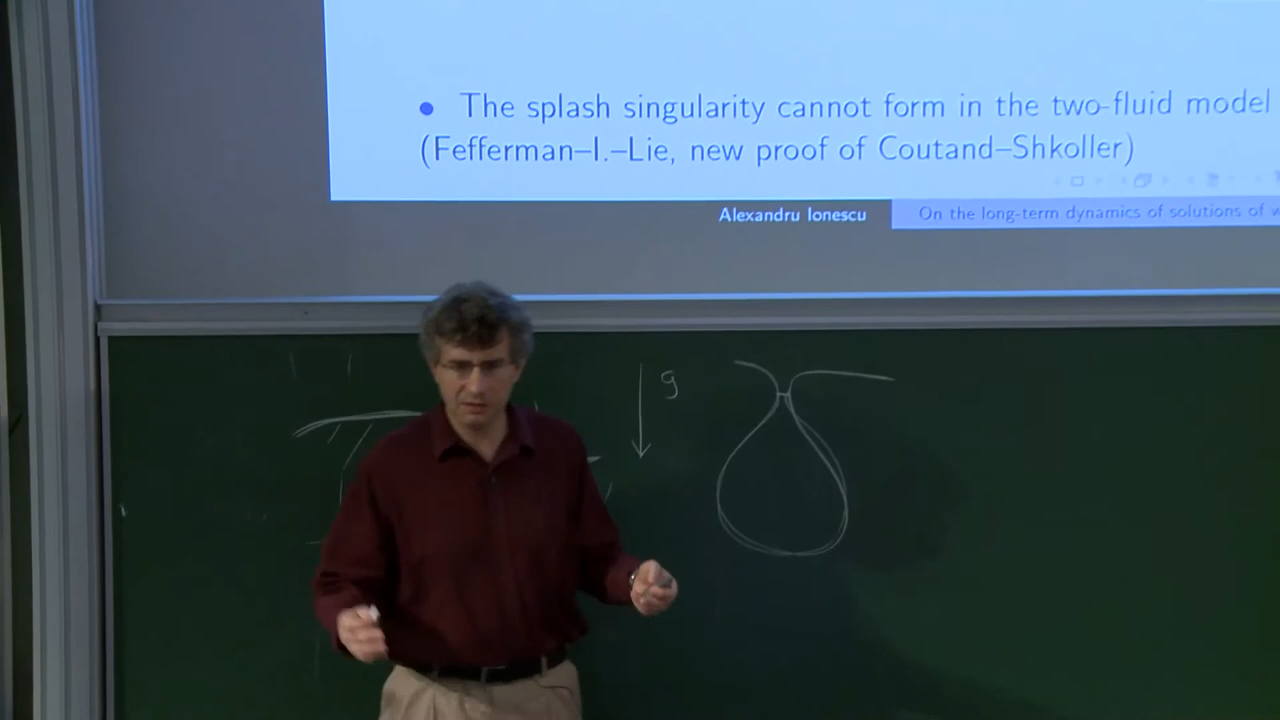 • The splash singularity cannot form in the two-fluid model
(Fefferman–I.–Lie, new proof of Coutand–Shkoller)
Alexandru Ionescu
On the long-term dynamics of solutions of w
g